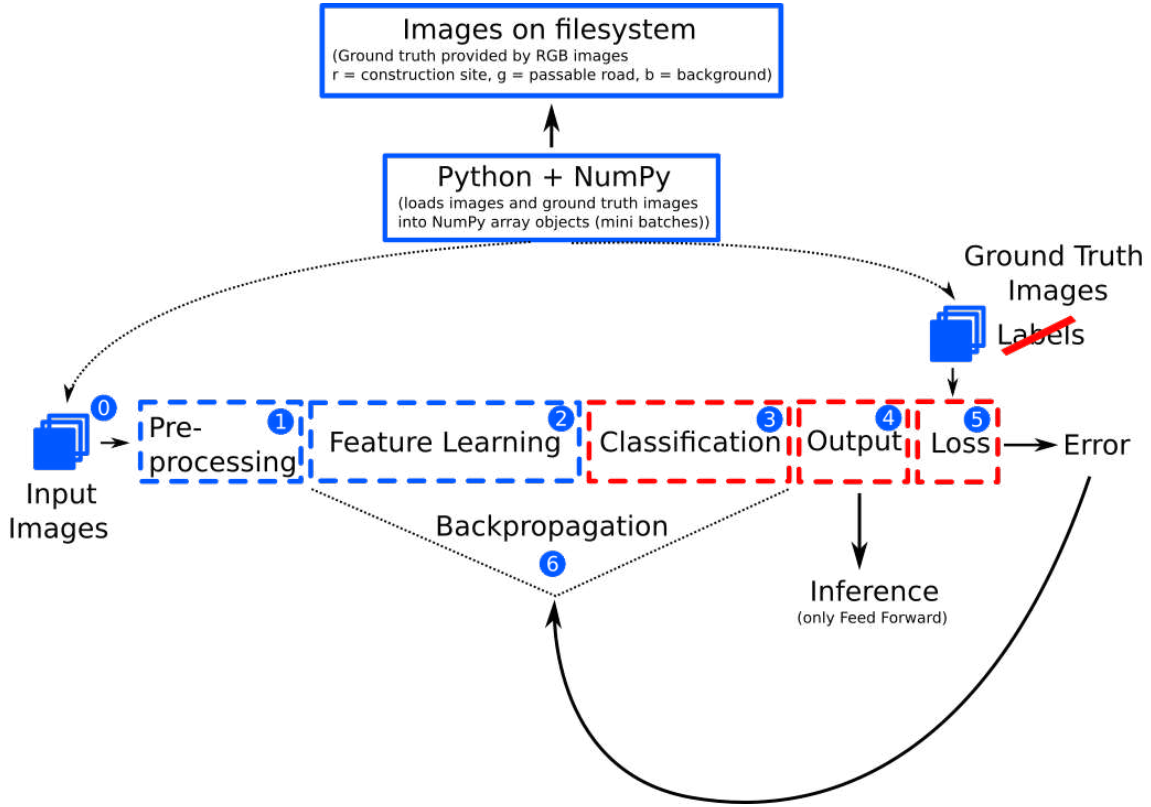 Images on filesystem
(Ground truth provided by RGB images
r = construction site, g = passable road, b = background)
Python + NumPy
(loads images and ground truth images
into NumPy array objects (mini batches))
Ground Truth
Images
Labels
0
Input
Images
1
Pre-
processing
2
Feature Learning
3
Classification
4
Output
5
Loss
Error
Backpropagation
6
Inference
(only Feed Forward)